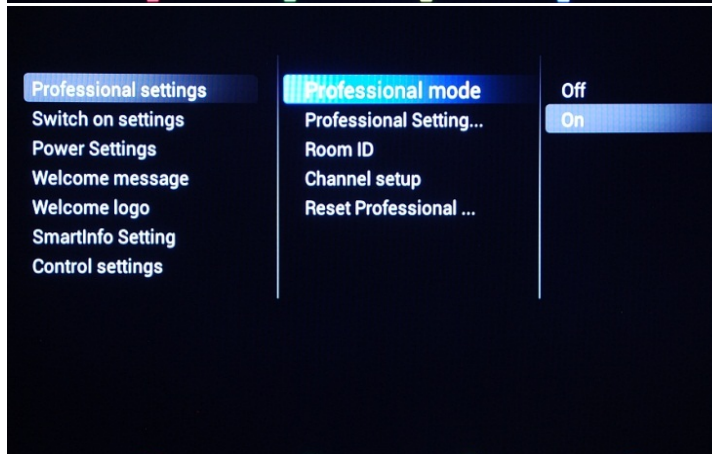 Professional settings
Switch on settings
Power Settings
Welcome message
Welcome logo
SmartInfo Setting
Control settings
Professional mode
Professional Setting...
Room ID
Channel setup
Reset Professional ...
Off
On